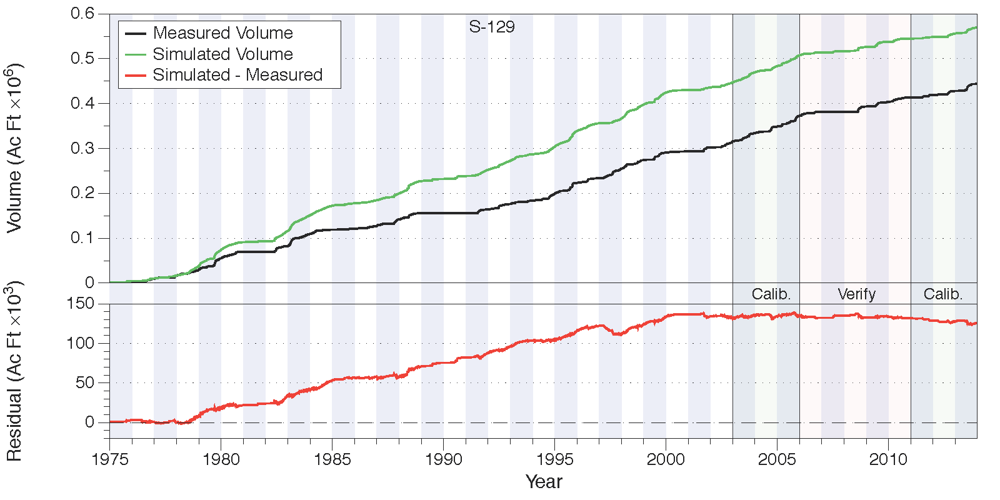 S-129
Measured Volume
Simulated Volume
Simulated - Measured
Volume (Ac Ft ×10⁶)
0.6
0.5
0.4
0.3
0.2
0.1
0
Calib. Verify Calib.
Residual (Ac Ft ×10³)
150
100
50
0
1975 1980 1985 1990 1995 2000 2005 2010
Year